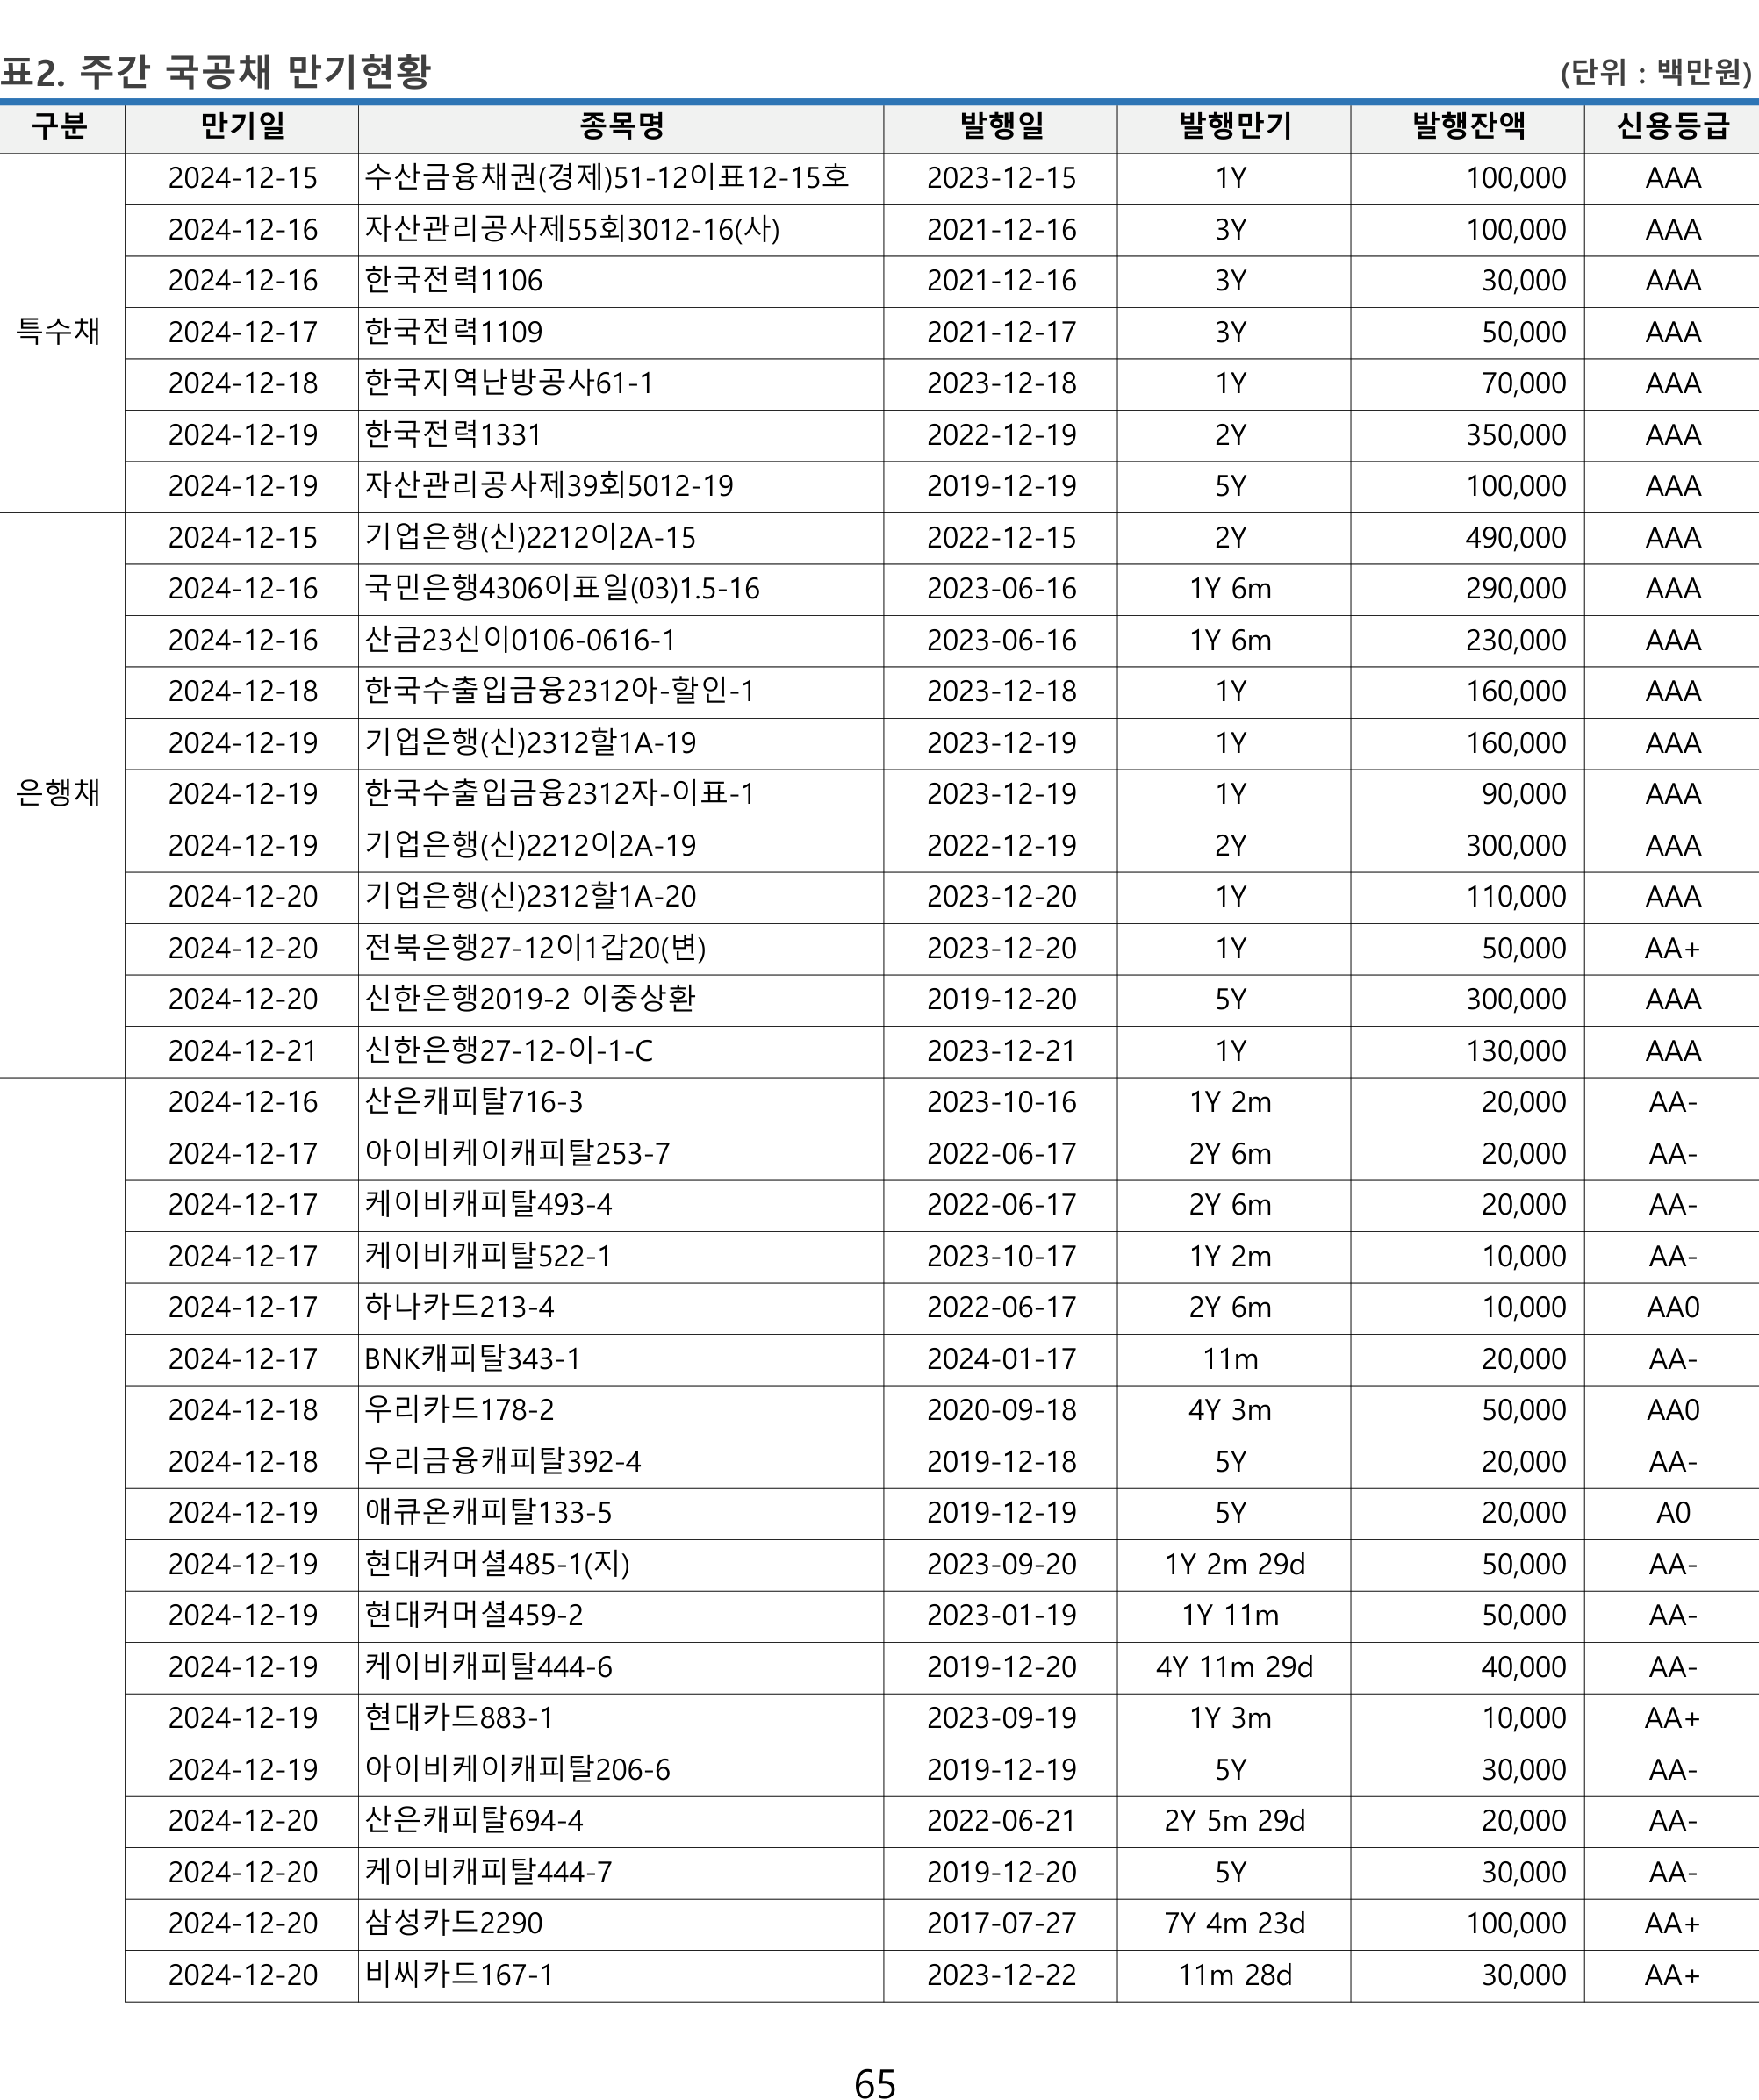 표2. 주간 국공채 만기현황 (단위 : 백만원)
구분 만기일 종목명 발행일 발행만기 발행잔액 신용등급
2024-12-15 수산금융채권(경제)51-12이표12-15호 2023-12-15 1Y 100,000 AAA
2024-12-16 자산관리공사제55회3012-16(사) 2021-12-16 3Y 100,000 AAA
2024-12-16 한국전력1106 2021-12-16 3Y 30,000 AAA
특수채 2024-12-17 한국전력1109 2021-12-17 3Y 50,000 AAA
2024-12-18 한국지역난방공사61-1 2023-12-18 1Y 70,000 AAA
2024-12-19 한국전력1331 2022-12-19 2Y 350,000 AAA
2024-12-19 자산관리공사제39회5012-19 2019-12-19 5Y 100,000 AAA
2024-12-15 기업은행(신)2212이2A-15 2022-12-15 2Y 490,000 AAA
2024-12-16 국민은행4306이표일(03)1.5-16 2023-06-16 1Y 6m 290,000 AAA
2024-12-16 산금23신이0106-0616-1 2023-06-16 1Y 6m 230,000 AAA
2024-12-18 한국수출입금융2312아-할인-1 2023-12-18 1Y 160,000 AAA
2024-12-19 기업은행(신)2312할1A-19 2023-12-19 1Y 160,000 AAA
은행채 2024-12-19 한국수출입금융2312자-이표-1 2023-12-19 1Y 90,000 AAA
2024-12-19 기업은행(신)2212이2A-19 2022-12-19 2Y 300,000 AAA
2024-12-20 기업은행(신)2312할1A-20 2023-12-20 1Y 110,000 AAA
2024-12-20 전북은행27-12이1갑20(변) 2023-12-20 1Y 50,000 AA+
2024-12-20 신한은행2019-2 이중상환 2019-12-20 5Y 300,000 AAA
2024-12-21 신한은행27-12-이-1-C 2023-12-21 1Y 130,000 AAA
2024-12-16 산은캐피탈716-3 2023-10-16 1Y 2m 20,000 AA-
2024-12-17 아이비케이캐피탈253-7 2022-06-17 2Y 6m 20,000 AA-
2024-12-17 케이비캐피탈493-4 2022-06-17 2Y 6m 20,000 AA-
2024-12-17 케이비캐피탈522-1 2023-10-17 1Y 2m 10,000 AA-
2024-12-17 하나카드213-4 2022-06-17 2Y 6m 10,000 AA0
2024-12-17 BNK캐피탈343-1 2024-01-17 11m 20,000 AA-
2024-12-18 우리카드178-2 2020-09-18 4Y 3m 50,000 AA0
2024-12-18 우리금융캐피탈392-4 2019-12-18 5Y 20,000 AA-
2024-12-19 애큐온캐피탈133-5 2019-12-19 5Y 20,000 A0
2024-12-19 현대커머셜485-1(지) 2023-09-20 1Y 2m 29d 50,000 AA-
2024-12-19 현대커머셜459-2 2023-01-19 1Y 11m 50,000 AA-
2024-12-19 케이비캐피탈444-6 2019-12-20 4Y 11m 29d 40,000 AA-
2024-12-19 현대카드883-1 2023-09-19 1Y 3m 10,000 AA+
2024-12-19 아이비케이캐피탈206-6 2019-12-19 5Y 30,000 AA-
2024-12-20 산은캐피탈694-4 2022-06-21 2Y 5m 29d 20,000 AA-
2024-12-20 케이비캐피탈444-7 2019-12-20 5Y 30,000 AA-
2024-12-20 삼성카드2290 2017-07-27 7Y 4m 23d 100,000 AA+
2024-12-20 비씨카드167-1 2023-12-22 11m 28d 30,000 AA+
65